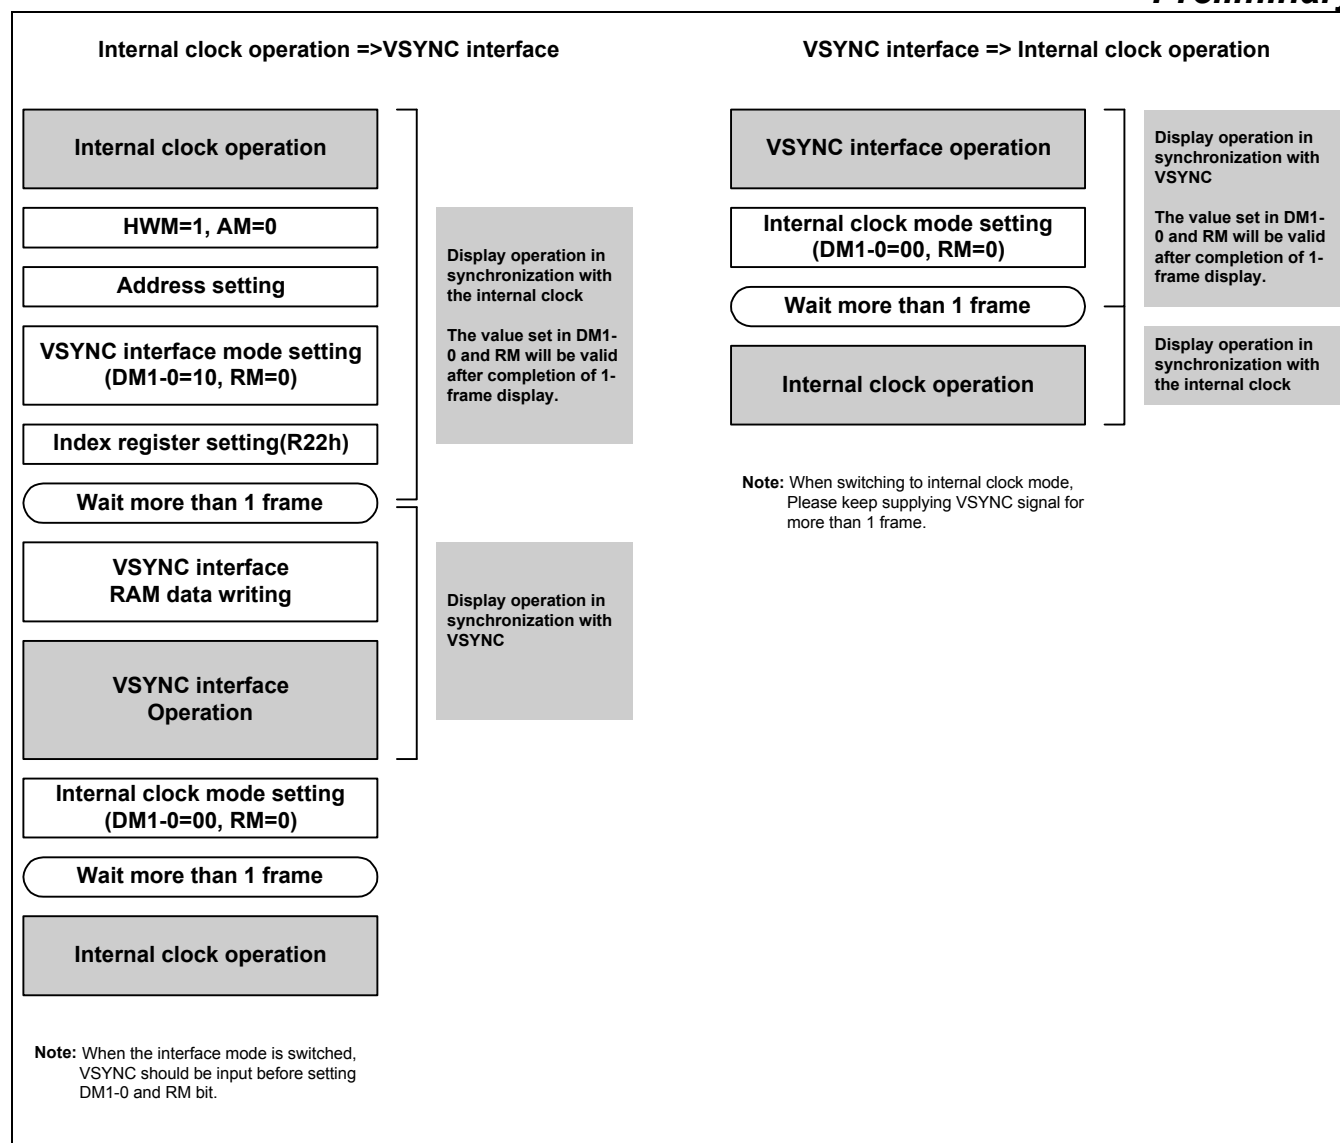 Preliminary
Internal clock operation =>VSYNC interface
Internal clock operation
HWM=1, AM=0
Address setting
VSYNC interface mode setting
(DM1-0=10, RM=0)
Index register setting(R22h)
Wait more than 1 frame
VSYNC interface
RAM data writing
VSYNC interface
Operation
Internal clock mode setting
(DM1-0=00, RM=0)
Wait more than 1 frame
Internal clock operation
Display operation in
synchronization with
the internal clock
The value set in DM1-
0 and RM will be valid
after completion of 1-
frame display.
Display operation in
synchronization with
VSYNC
Note: When the interface mode is switched,
VSYNC should be input before setting
DM1-0 and RM bit.
VSYNC interface => Internal clock operation
VSYNC interface operation
Internal clock mode setting
(DM1-0=00, RM=0)
Wait more than 1 frame
Internal clock operation
Display operation in
synchronization with
VSYNC
The value set in DM1-
0 and RM will be valid
after completion of 1-
frame display.
Display operation in
synchronization with
the internal clock
Note: When switching to internal clock mode,
Please keep supplying VSYNC signal for
more than 1 frame.